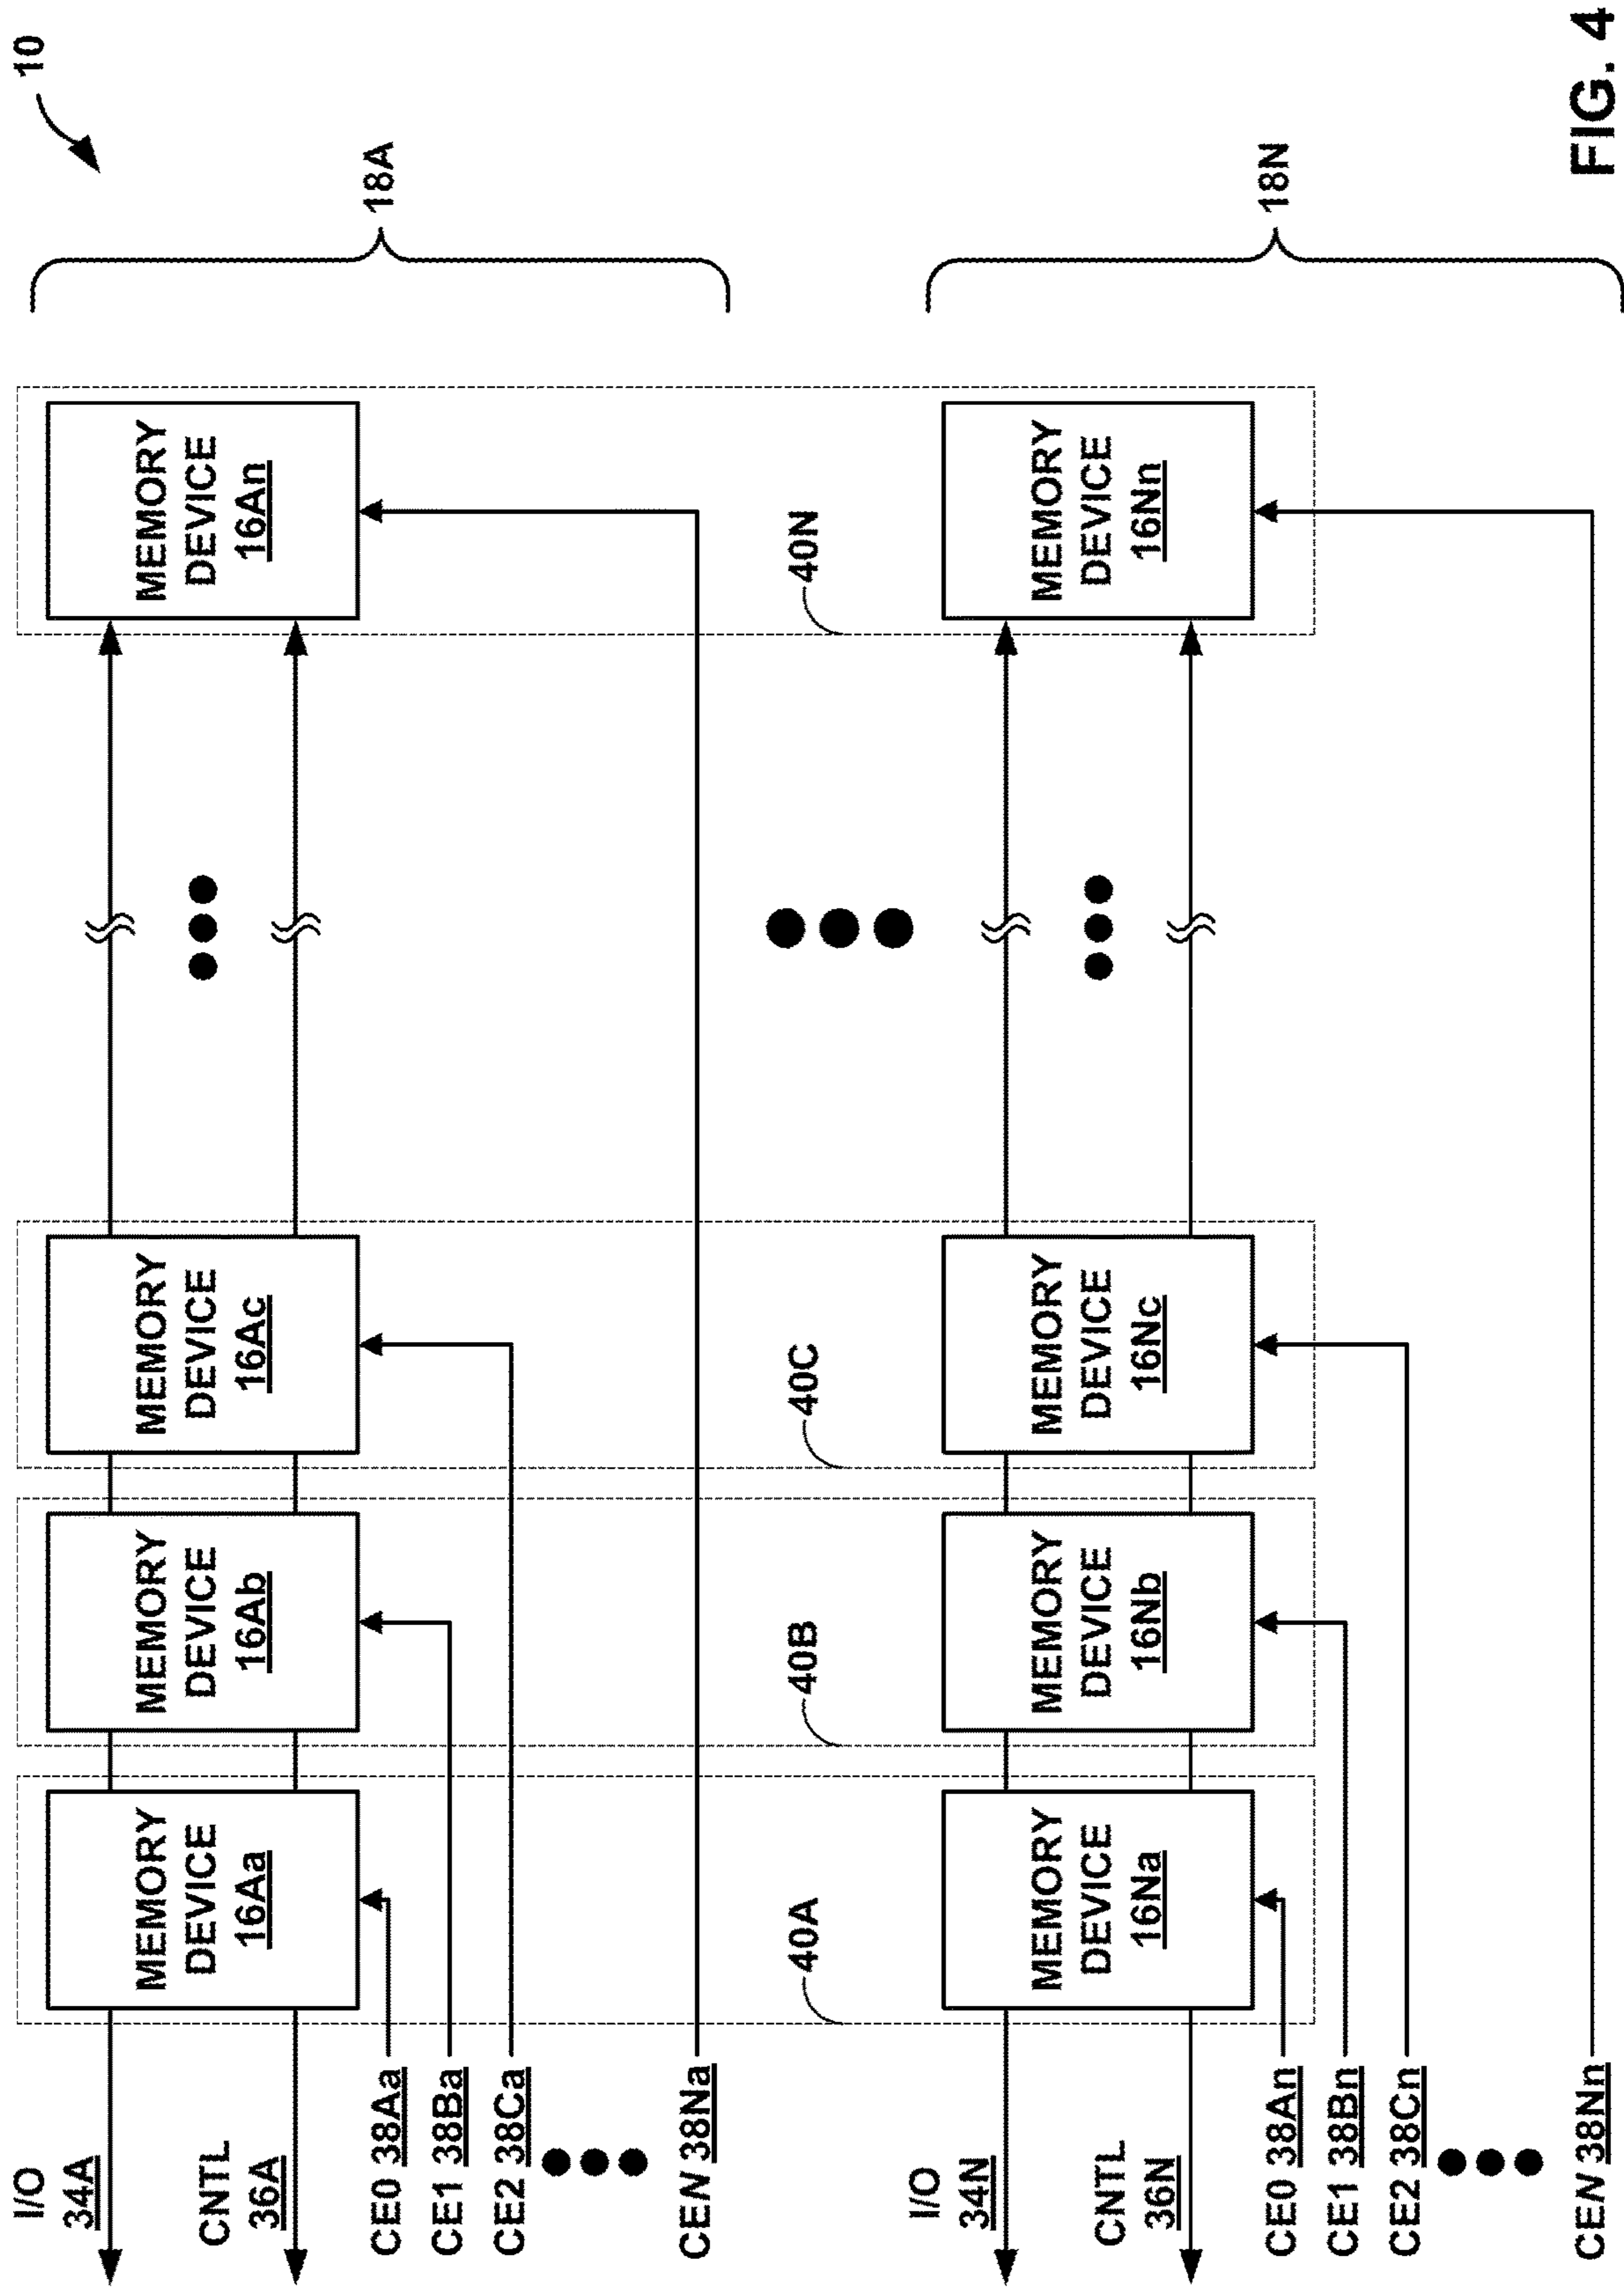 10
I/O
34A
CNTL
36A
MEMORY
DEVICE
16Aa
MEMORY
DEVICE
16Ab
MEMORY
DEVICE
16Ac
MEMORY
DEVICE
16An
18A
CE0 38Aa
CE1 38Ba
CE2 38Ca
CEN 38Na
40A
40B
40C
40N
I/O
34N
CNTL
36N
MEMORY
DEVICE
16Na
MEMORY
DEVICE
16Nb
MEMORY
DEVICE
16Nc
MEMORY
DEVICE
16Nn
18N
CE0 38An
CE1 38Bn
CE2 38Cn
CEN 38Nn
FIG. 4